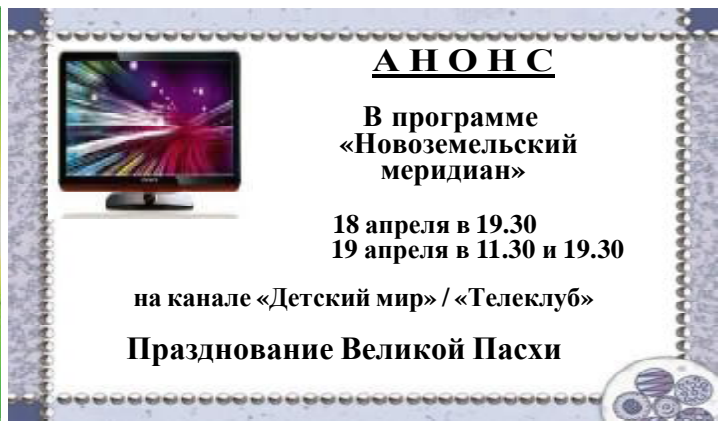 А Н О Н С
В программе
«Новоземельский
меридиан»
18 апреля в 19.30
19 апреля в 11.30 и 19.30
на канале «Детский мир» / «Телеклуб»
Празднование Великой Пасхи